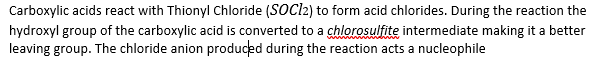 Carboxylic acids react with Thionyl Chloride (SOCl2) to form acid chlorides. During the reaction the
hydroxyl group of the carboxylic acid is converted to a chlorosulfite intermediate making it a better
leaving group. The chloride anion produced during the reaction acts a nucleophile